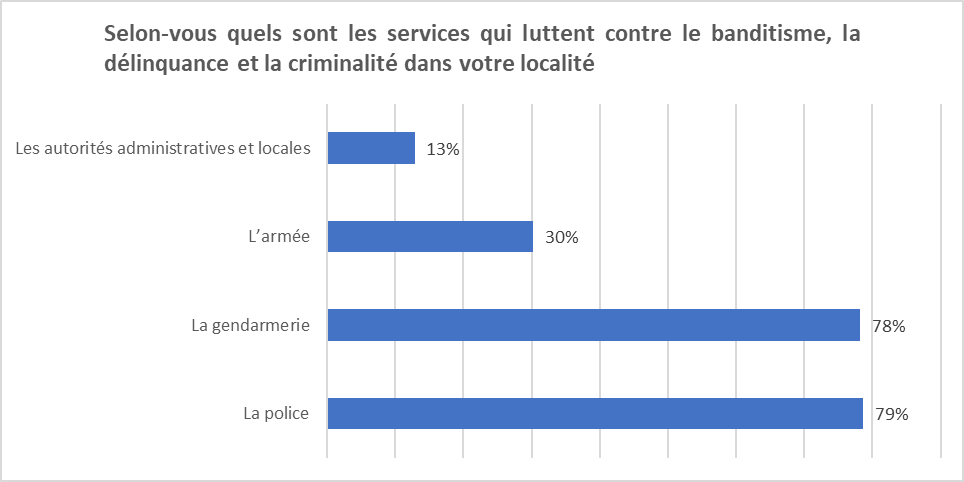 Selon-vous quels sont les services qui luttent contre le banditisme, la
délinquance et la criminalité dans votre localité
Les autorités administratives et locales
13%
L’armée
30%
La gendarmerie
78%
La police
79%